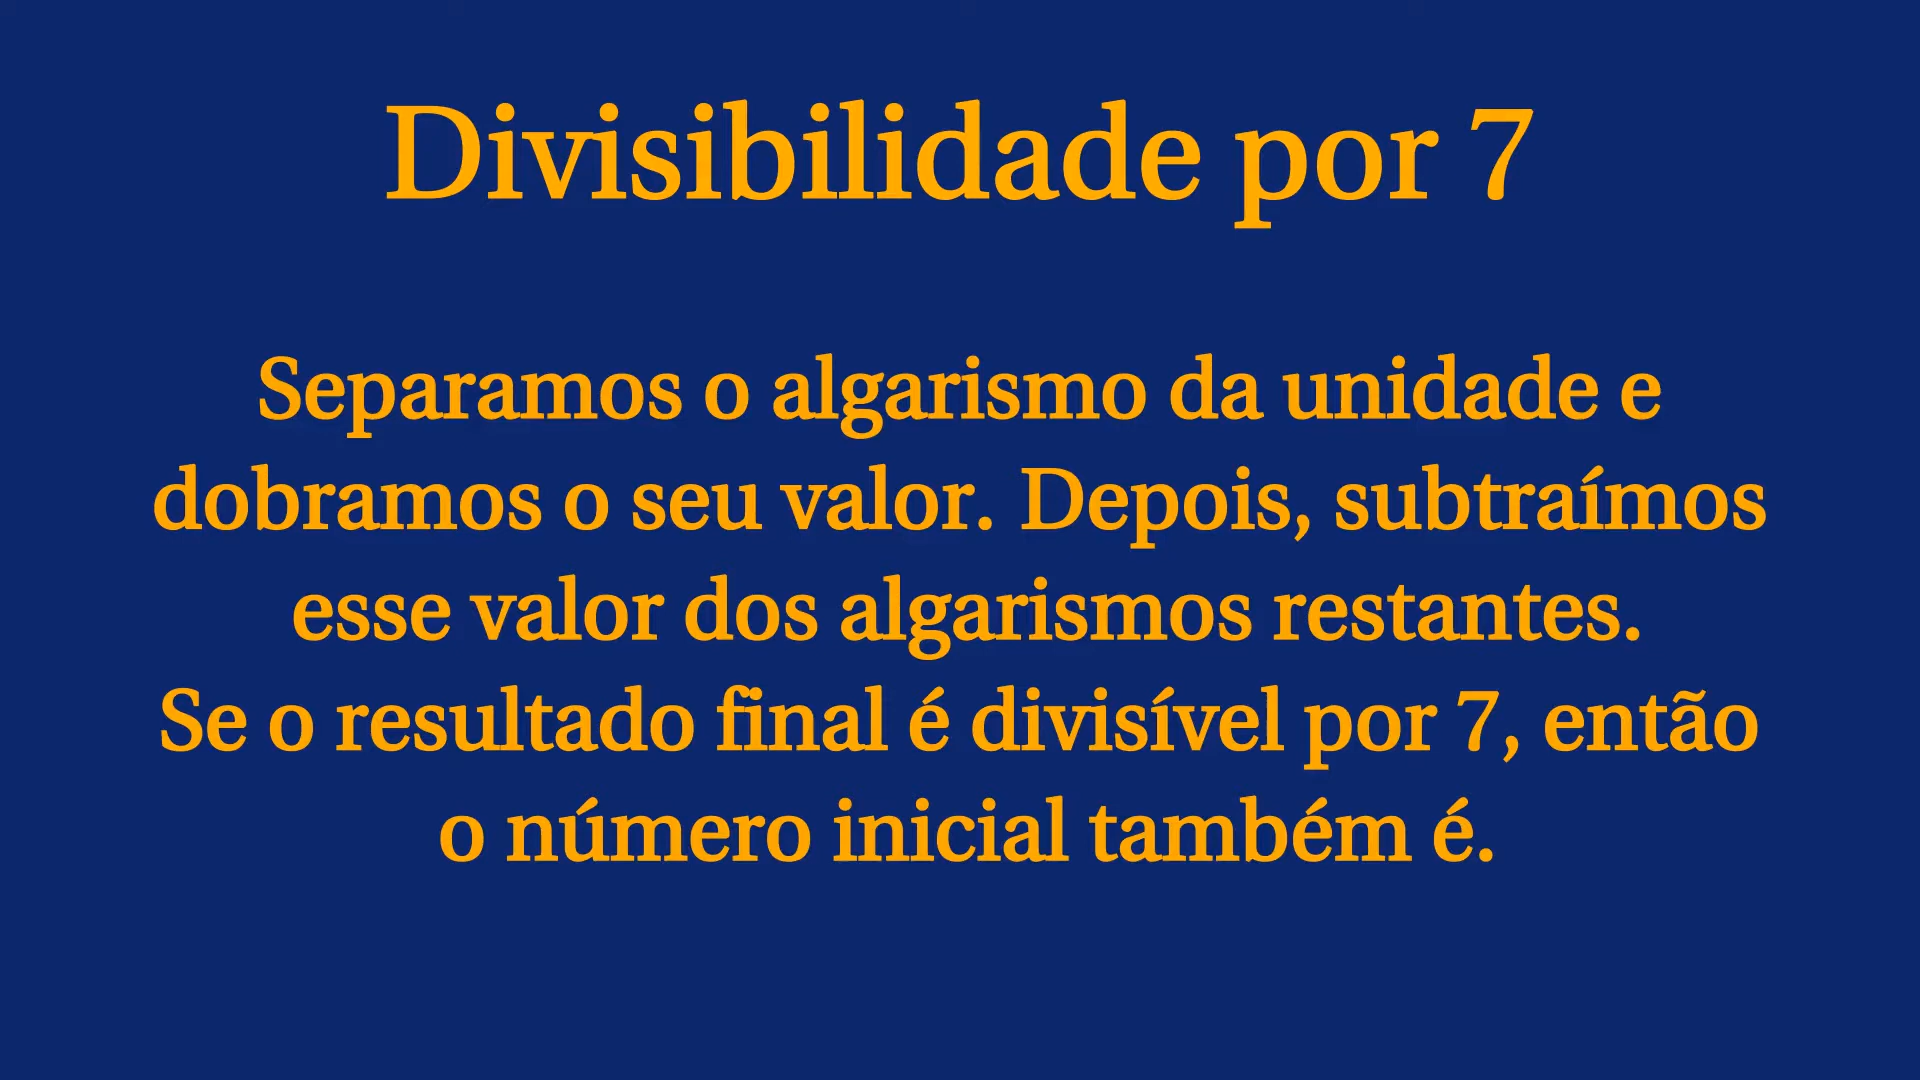 Divisibilidade por 7
Separamos o algarismo da unidade e
dobramos o seu valor. Depois, subtraímos
esse valor dos algarismos restantes.
Se o resultado final é divisível por 7, então
o número inicial também é.